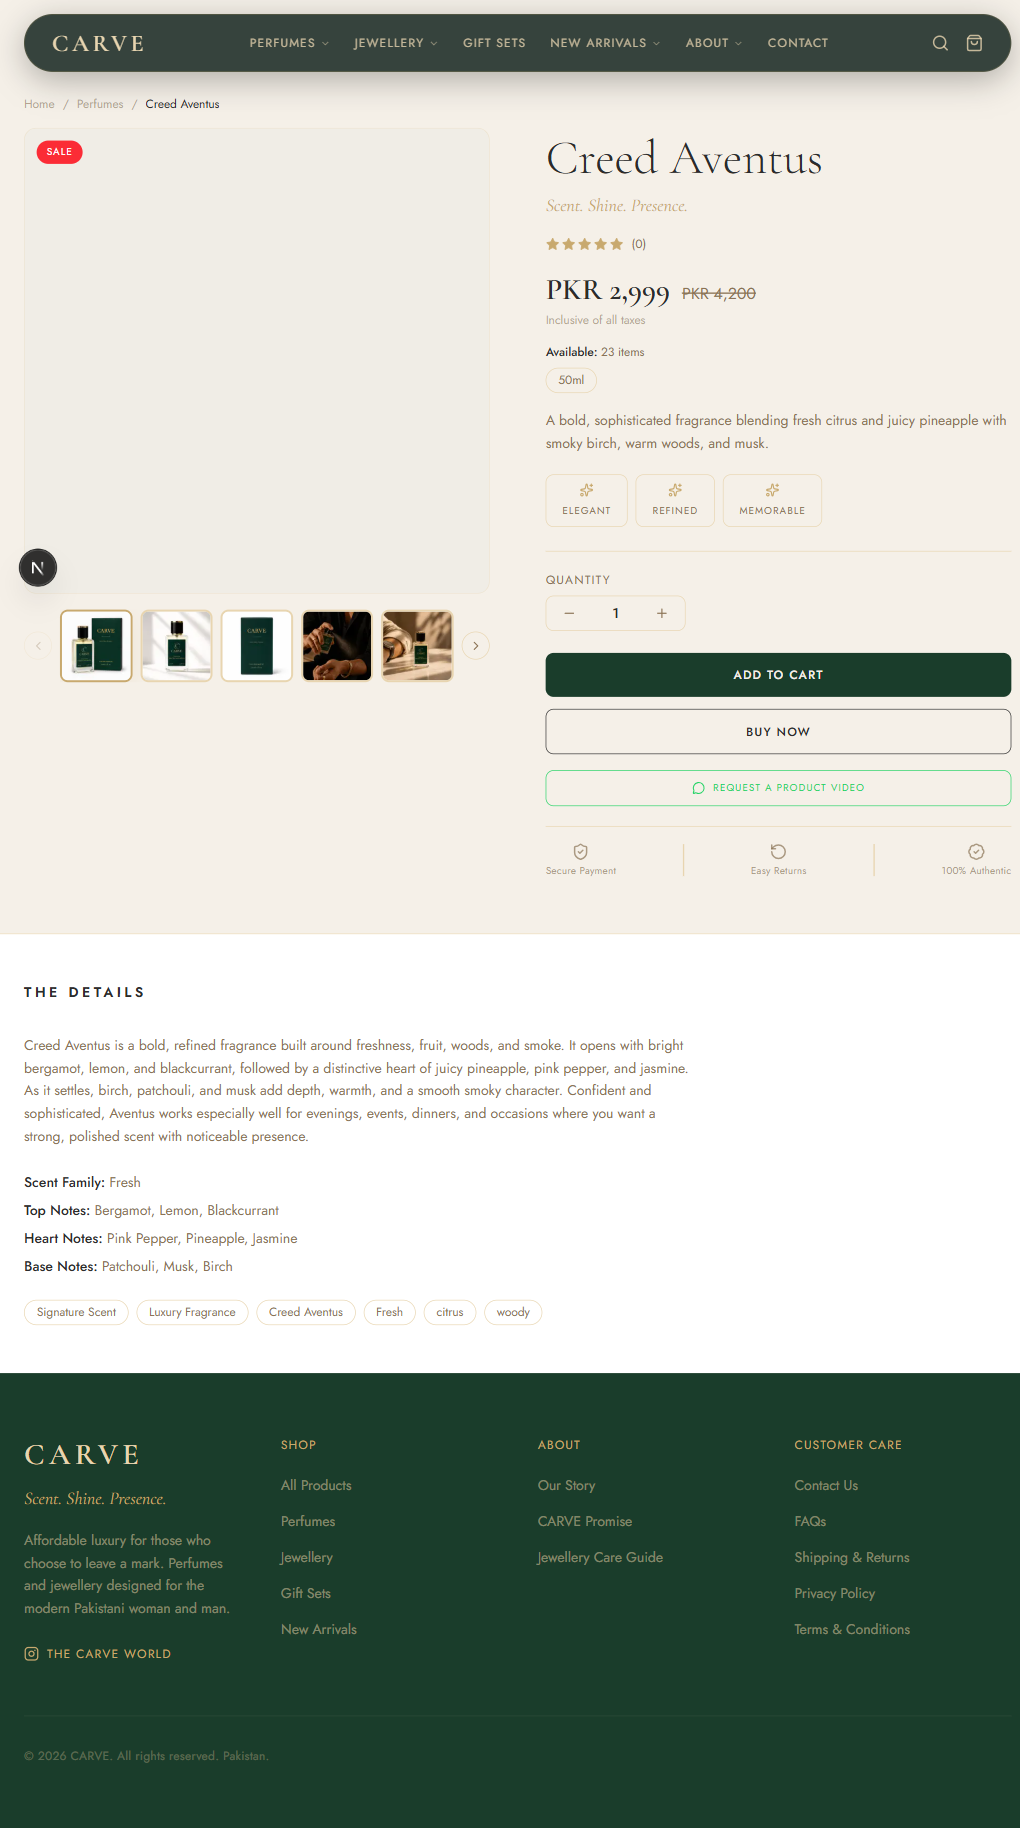 CARVE
PERFUMES
JEWELLERY
GIFT SETS
NEW ARRIVALS
ABOUT
CONTACT
Home / Perfumes / Creed Aventus
SALE
Creed Aventus
Scent. Shine. Presence.
(0)
PKR 2,999 PKR 4,200
Inclusive of all taxes
Available: 23 items
50ml
A bold, sophisticated fragrance blending fresh citrus and juicy pineapple with
smoky birch, warm woods, and musk.
ELEGANT
REFINED
MEMORABLE
QUANTITY
− 1 +
ADD TO CART
BUY NOW
REQUEST A PRODUCT VIDEO
Secure Payment
Easy Returns
100% Authentic
N
CARVE
CARVE
THE DETAILS
Creed Aventus is a bold, refined fragrance built around freshness, fruit, woods, and smoke. It opens with bright
bergamot, lemon, and blackcurrant, followed by a distinctive heart of juicy pineapple, pink pepper, and jasmine.
As it settles, birch, patchouli, and musk add depth, warmth, and a smooth smoky character. Confident and
sophisticated, Aventus works especially well for evenings, events, dinners, and occasions where you want a
strong, polished scent with noticeable presence.
Scent Family: Fresh
Top Notes: Bergamot, Lemon, Blackcurrant
Heart Notes: Pink Pepper, Pineapple, Jasmine
Base Notes: Patchouli, Musk, Birch
Signature Scent
Luxury Fragrance
Creed Aventus
Fresh
citrus
woody
CARVE
Scent. Shine. Presence.
Affordable luxury for those who
choose to leave a mark. Perfumes
and jewellery designed for the
modern Pakistani woman and man.
THE CARVE WORLD
SHOP
All Products
Perfumes
Jewellery
Gift Sets
New Arrivals
ABOUT
Our Story
CARVE Promise
Jewellery Care Guide
CUSTOMER CARE
Contact Us
FAQs
Shipping & Returns
Privacy Policy
Terms & Conditions
© 2026 CARVE. All rights reserved. Pakistan.